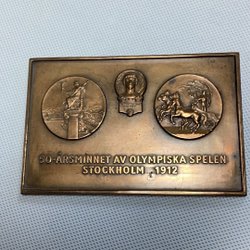 50-ÅRSMINNET AV OLYMPISKA SPELEN
STOCKHOLM 1912